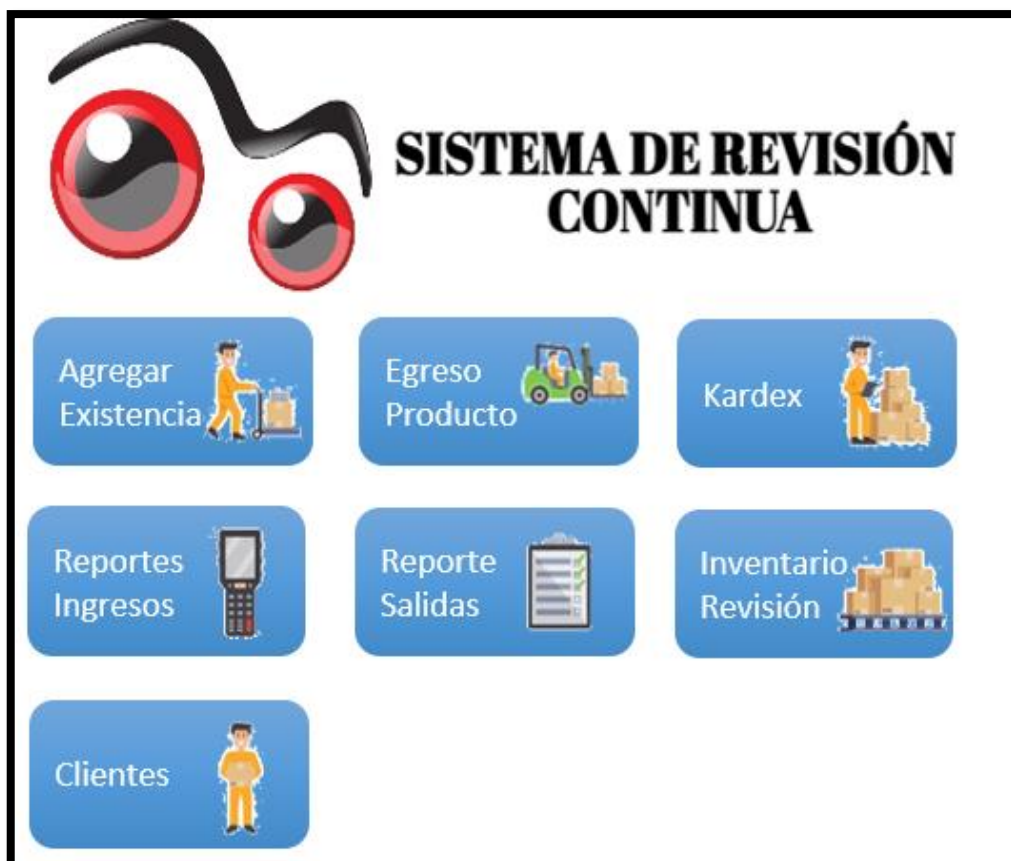 SISTEMA DE REVISIÓN
CONTINUA
Agregar
Existencia
Egreso
Producto
Kardex
Reportes
Ingresos
Reporte
Salidas
Inventario
Revisión
Clientes